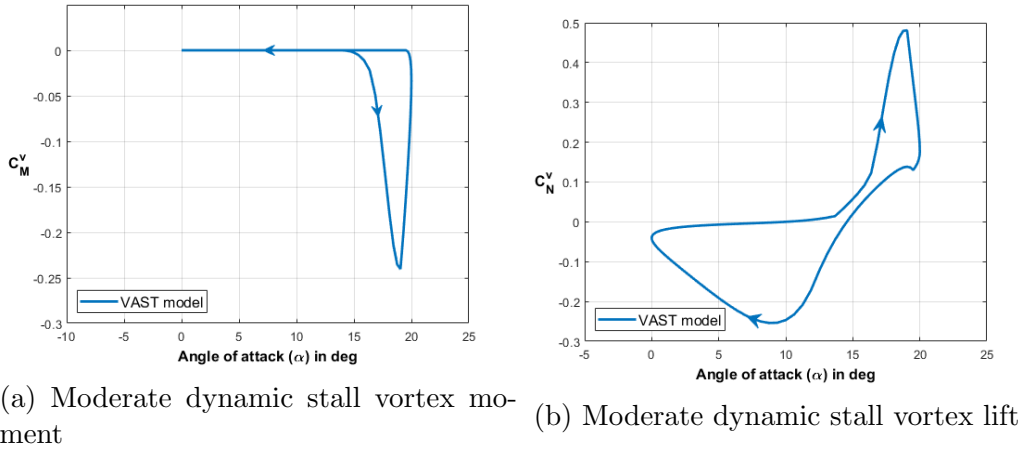 0
-0.05
-0.1
-0.15
-0.2
-0.25
-0.3
C_M^v
VAST model
-10 -5 0 5 10 15 20 25
Angle of attack (α) in deg
(a) Moderate dynamic stall vortex mo-
ment
0.5
0.4
0.3
0.2
0.1
0
-0.1
-0.2
-0.3
C_N^v
VAST model
-5 0 5 10 15 20 25
Angle of attack (α) in deg
(b) Moderate dynamic stall vortex lift